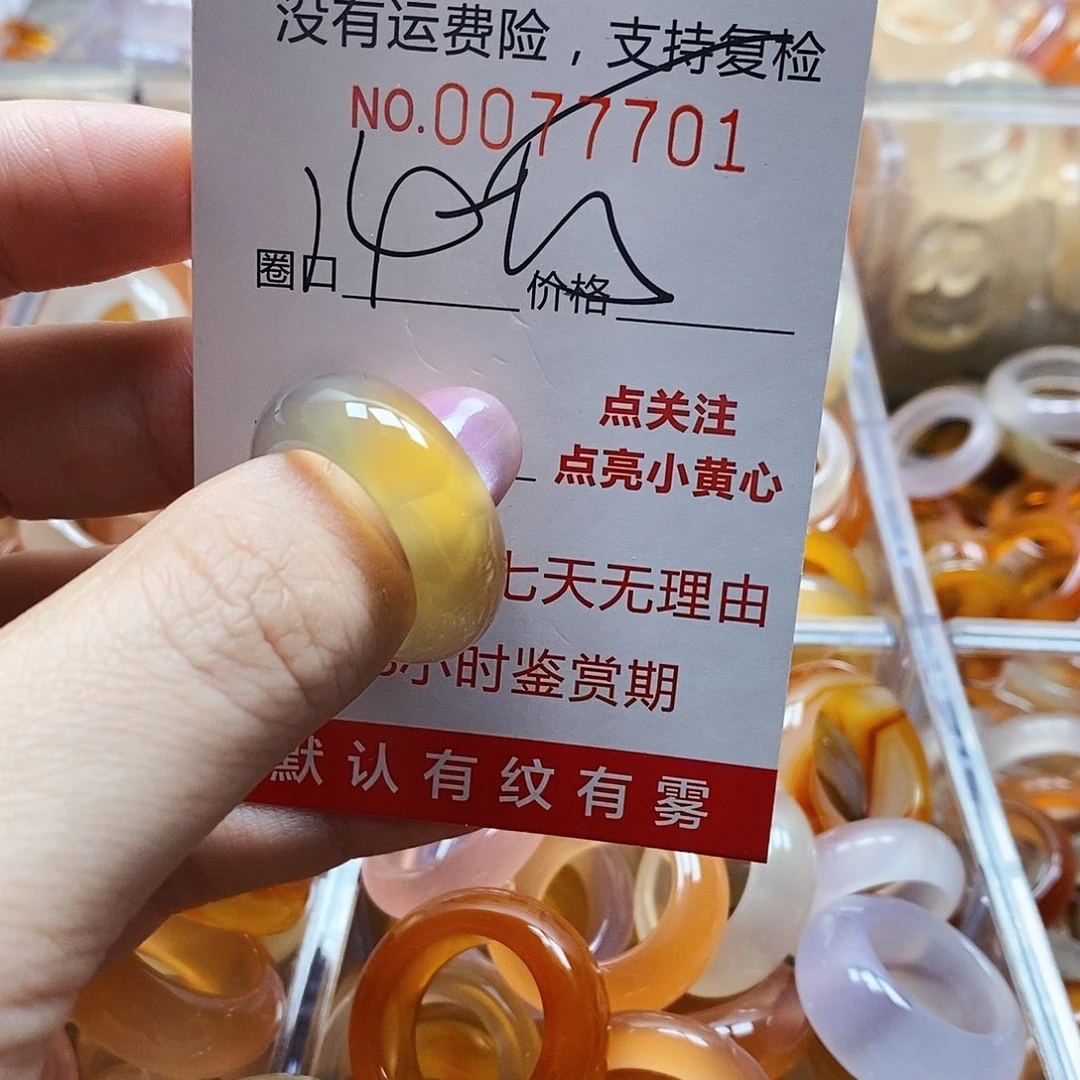 没有运费险，支持复检
NO.0077701
圈口 价格
点关注
点亮小黄心
七天无理由
小时鉴赏期
默认有纹有雾